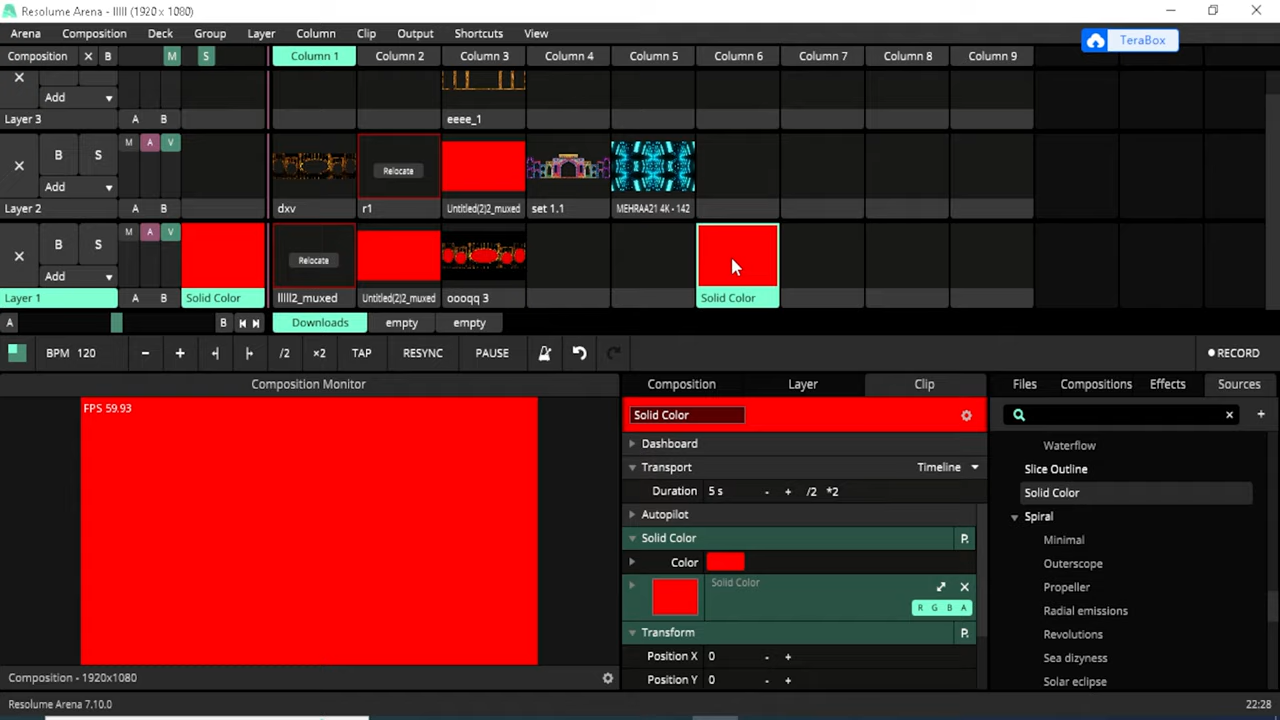 Resolume Arena - lllll (1920 x 1080)
Arena Composition Deck Group Layer Column Clip Output Shortcuts View
TeraBox
Composition × B M S Column 1 Column 2 Column 3 Column 4 Column 5 Column 6 Column 7 Column 8 Column 9
Add
Layer 3 A B eeee_1
B S M A V
Relocate
Add
Layer 2 A B dxv r1 Untitled(2)2_muxed set 1.1 MEHRAA21 4K - 142
B S M A V
Relocate
Add
Layer 1 A B Solid Color lllll2_muxed Untitled(2)2_muxed oooqq 3 Solid Color
A B Downloads empty empty
BPM 120 - + /2 ×2 TAP RESYNC PAUSE RECORD
Composition Monitor Composition Layer Clip Files Compositions Effects Sources
FPS 59.93
Solid Color
Dashboard
Transport Timeline
Duration 5 s - + /2 *2
Autopilot
Solid Color P.
Color
Solid Color
R G B A
Transform P.
Position X 0 - +
Position Y 0 - +
Waterflow
Slice Outline
Solid Color
Spiral
Minimal
Outerscope
Propeller
Radial emissions
Revolutions
Sea dizyness
Solar eclipse
Composition - 1920x1080
Resolume Arena 7.10.0 22:28